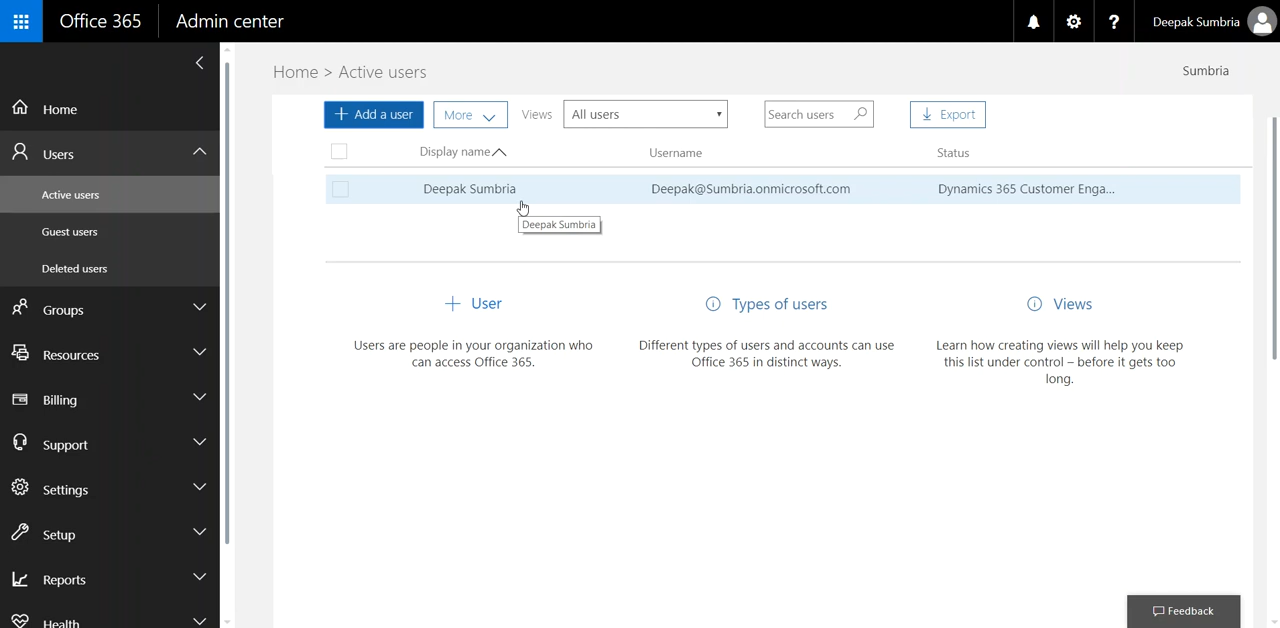 Office 365
Admin center
Deepak Sumbria
Home > Active users
Sumbria
Home
Users
Active users
Guest users
Deleted users
Groups
Resources
Billing
Support
Settings
Setup
Reports
Health
+ Add a user
More
Views
All users
Search users
Export
Display name
Username
Status
Deepak Sumbria
Deepak@Sumbria.onmicrosoft.com
Dynamics 365 Customer Enga...
Deepak Sumbria
+ User
Users are people in your organization who
can access Office 365.
Types of users
Different types of users and accounts can use
Office 365 in distinct ways.
Views
Learn how creating views will help you keep
this list under control – before it gets too
long.
Feedback